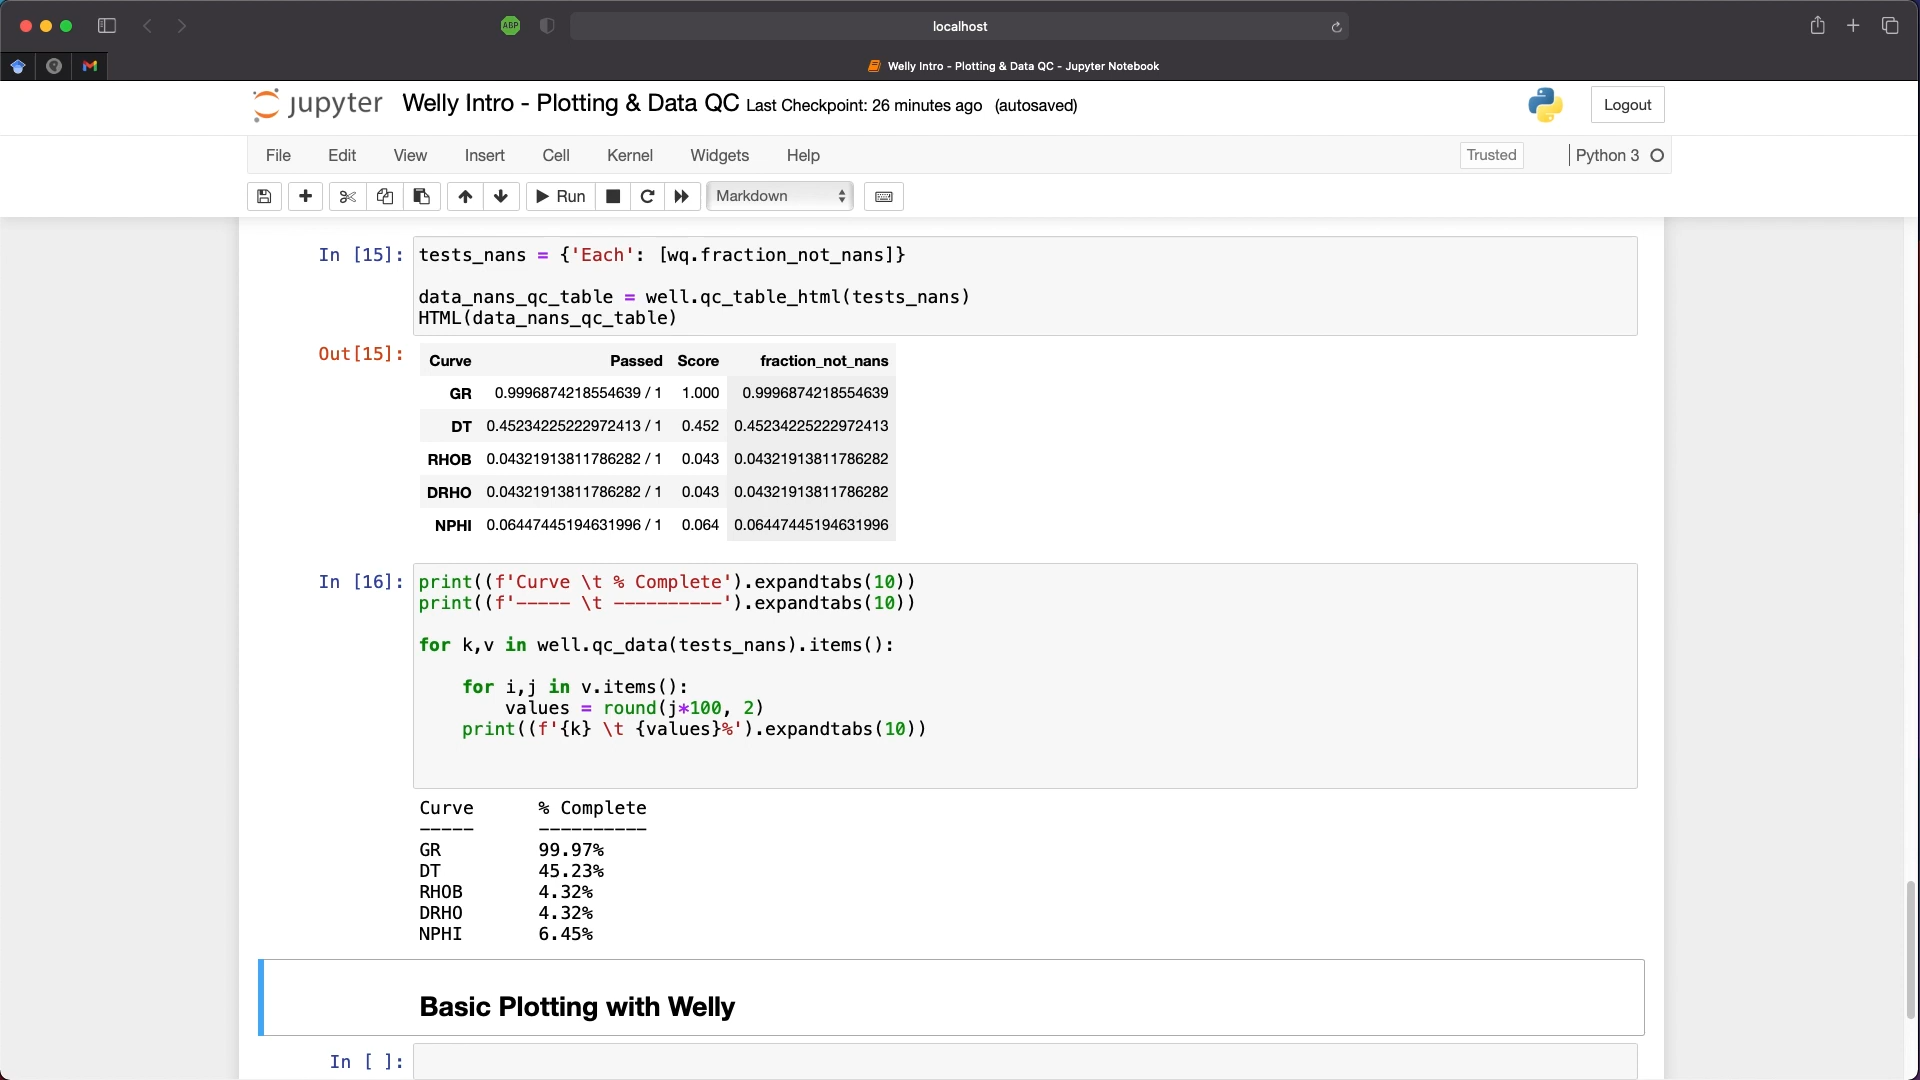 ABP
localhost
Welly Intro - Plotting & Data QC - Jupyter Notebook
jupyter Welly Intro - Plotting & Data QC Last Checkpoint: 26 minutes ago (autosaved)
Logout
File Edit View Insert Cell Kernel Widgets Help
Trusted Python 3
Run Markdown
In [15]: tests_nans = {'Each': [wq.fraction_not_nans]}
data_nans_qc_table = well.qc_table_html(tests_nans)
HTML(data_nans_qc_table)
Out[15]:
Curve Passed Score fraction_not_nans
GR 0.9996874218554639 / 1 1.000 0.9996874218554639
DT 0.45234225222972413 / 1 0.452 0.45234225222972413
RHOB 0.04321913811786282 / 1 0.043 0.04321913811786282
DRHO 0.04321913811786282 / 1 0.043 0.04321913811786282
NPHI 0.06447445194631996 / 1 0.064 0.06447445194631996
In [16]: print((f'Curve \t % Complete').expandtabs(10))
print((f'----- \t ----------').expandtabs(10))
for k,v in well.qc_data(tests_nans).items():
for i,j in v.items():
values = round(j*100, 2)
print((f'{k} \t {values}%').expandtabs(10))
Curve % Complete
----- ----------
GR 99.97%
DT 45.23%
RHOB 4.32%
DRHO 4.32%
NPHI 6.45%
Basic Plotting with Welly
In [ ]: